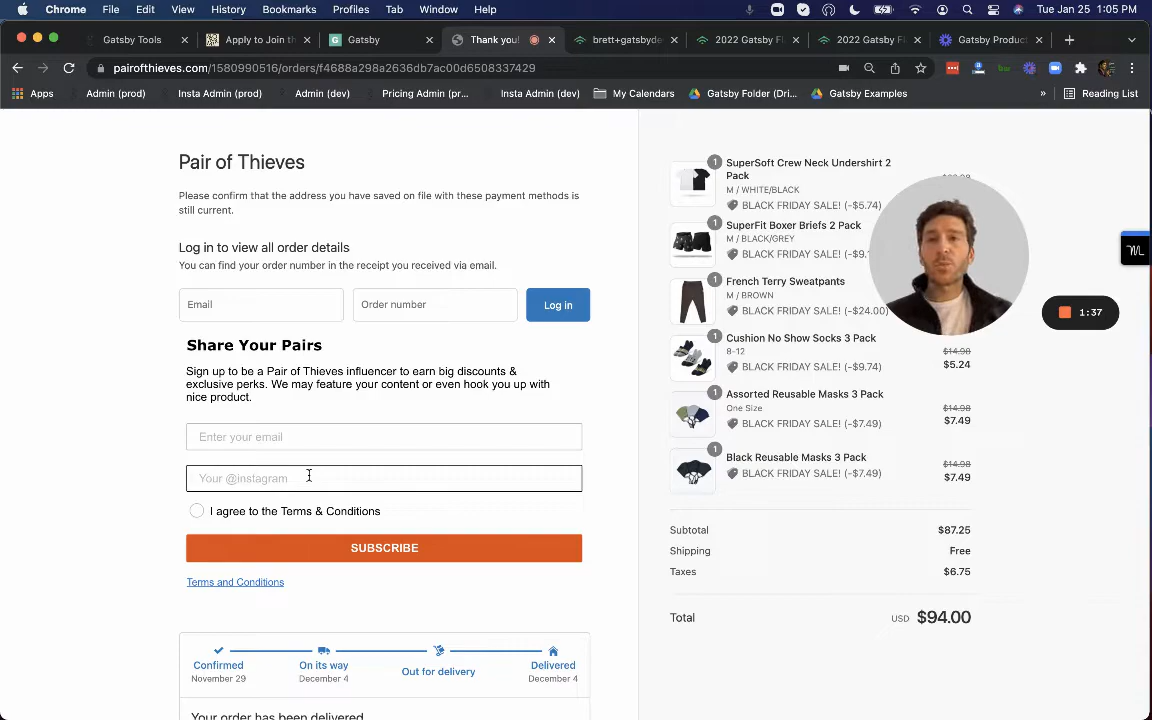 Chrome File Edit View History Bookmarks Profiles Tab Window Help Tue Jan 25 1:05 PM
Gatsby Tools Apply to Join th Gatsby Thank you! brett+gatsbyde 2022 Gatsby Fl 2022 Gatsby Fl Gatsby Produc
pairofthieves.com/1580990516/orders/f4688a298a2636db7ac00d6508337429
Apps Admin (prod) Insta Admin (prod) Admin (dev) Pricing Admin (pr... Insta Admin (dev) My Calendars Gatsby Folder (Dri... Gatsby Examples » Reading List
Pair of Thieves
Please confirm that the address you have saved on file with these payment methods is
still current.
Log in to view all order details
You can find your order number in the receipt you received via email.
Email Order number Log in
Share Your Pairs
Sign up to be a Pair of Thieves influencer to earn big discounts &
exclusive perks. We may feature your content or even hook you up with
nice product.
Enter your email
Your @instagram
I agree to the Terms & Conditions
SUBSCRIBE
Terms and Conditions
Confirmed On its way Out for delivery Delivered
November 29 December 4 December 4
Your order has been delivered
1 SuperSoft Crew Neck Undershirt 2
Pack
M / WHITE/BLACK
BLACK FRIDAY SALE! (-$5.74)
1 SuperFit Boxer Briefs 2 Pack
M / BLACK/GREY
BLACK FRIDAY SALE! (-$9.
1 French Terry Sweatpants
M / BROWN
BLACK FRIDAY SALE! (-$24.00)
1 Cushion No Show Socks 3 Pack
8-12 $14.98
BLACK FRIDAY SALE! (-$9.74) $5.24
1 Assorted Reusable Masks 3 Pack
One Size $14.98
BLACK FRIDAY SALE! (-$7.49) $7.49
1 Black Reusable Masks 3 Pack
$14.98
BLACK FRIDAY SALE! (-$7.49) $7.49
Subtotal $87.25
Shipping Free
Taxes $6.75
Total USD $94.00
1:37